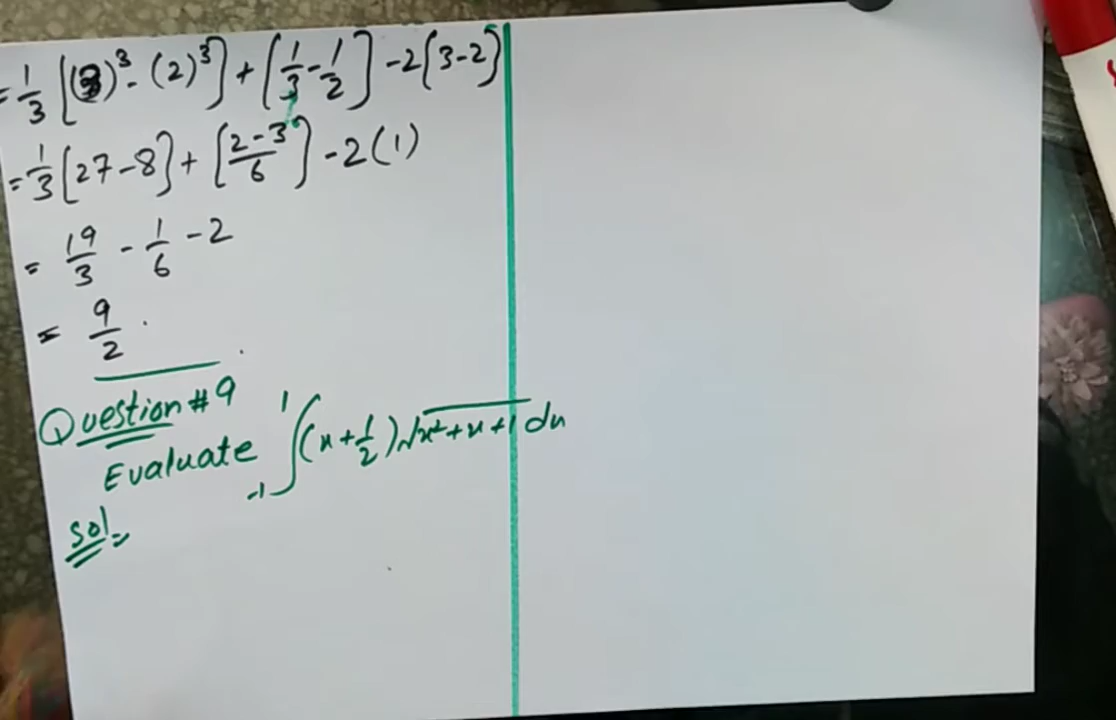 = 1/3 [(3)³ - (2)³] + [1/3 - 1/2] - 2[3-2]
= 1/3 [27-8] + [2-3/6] - 2(1)
= 19/3 - 1/6 - 2
= 9/2 .
Question # 9
Evaluate ∫₋₁¹ (x + 1/2) √x²+x+1 dx
Sol =